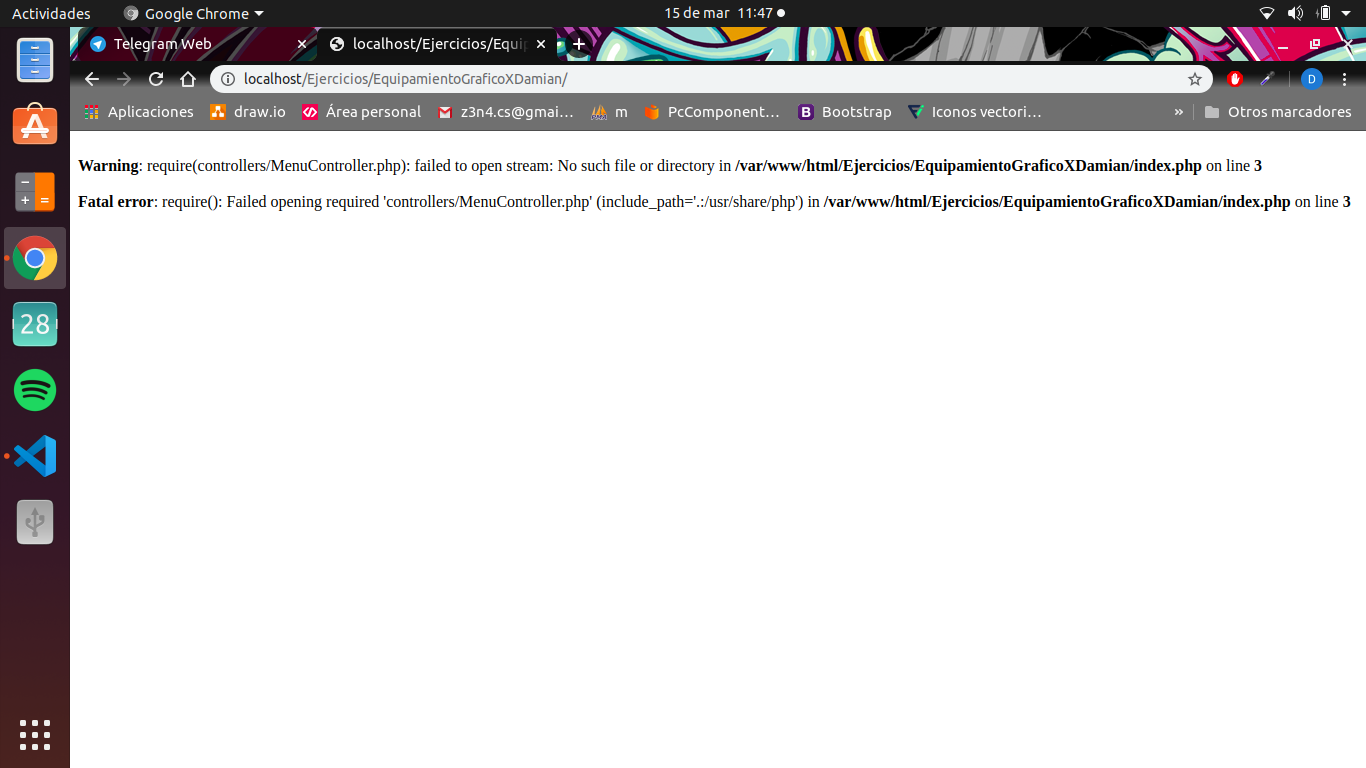 Actividades
Google Chrome
15 de mar 11:47
Telegram Web
localhost/Ejercicios/Equip
localhost/Ejercicios/EquipamientoGraficoXDamian/
D
Aplicaciones
draw.io
Área personal
z3n4.cs@gmai...
m
PcComponent...
B Bootstrap
Iconos vectori...
»
Otros marcadores
Warning: require(controllers/MenuController.php): failed to open stream: No such file or directory in /var/www/html/Ejercicios/EquipamientoGraficoXDamian/index.php on line 3
Fatal error: require(): Failed opening required 'controllers/MenuController.php' (include_path='.:/usr/share/php') in /var/www/html/Ejercicios/EquipamientoGraficoXDamian/index.php on line 3
28